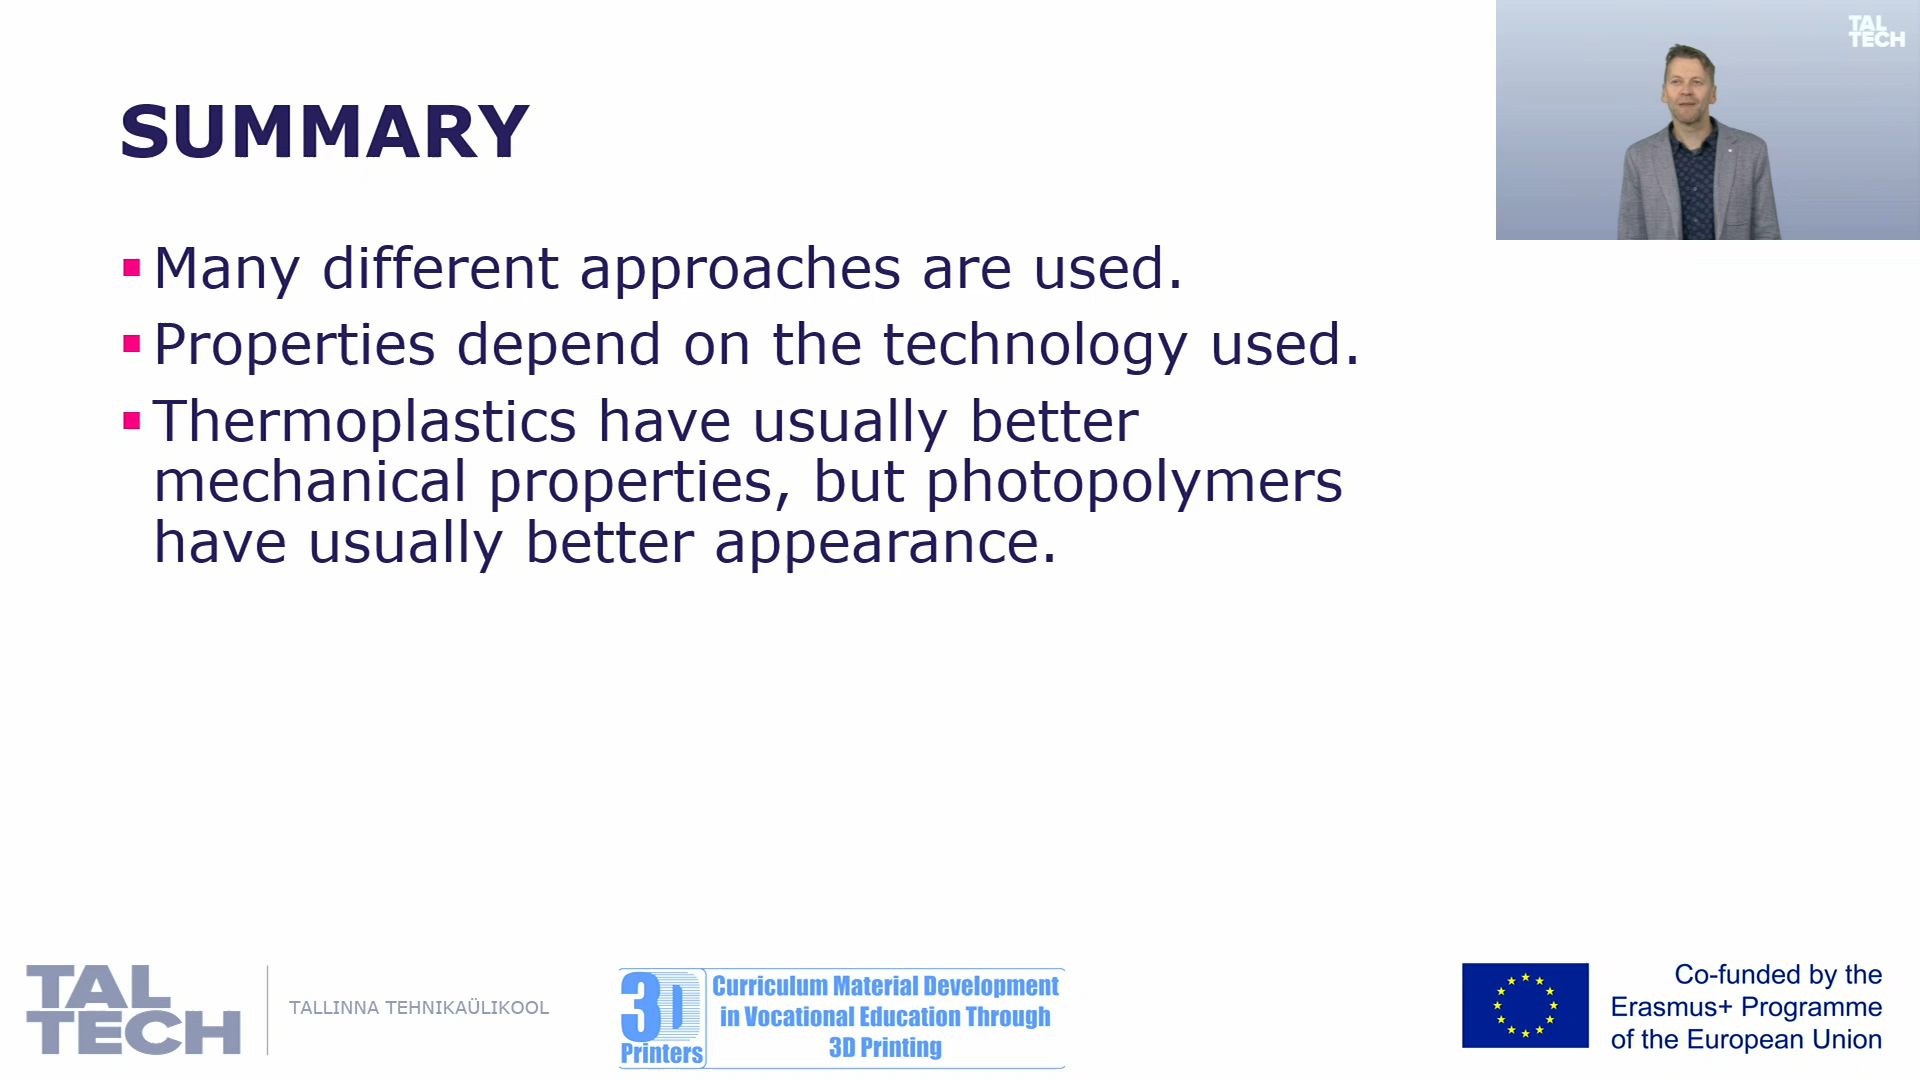 TAL
TECH
SUMMARY
Many different approaches are used.
Properties depend on the technology used.
Thermoplastics have usually better
mechanical properties, but photopolymers
have usually better appearance.
TAL
TECH
TALLINNA TEHNIKAÜLIKOOL
3D
Printers
Curriculum Material Development
in Vocational Education Through
3D Printing
Co-funded by the
Erasmus+ Programme
of the European Union